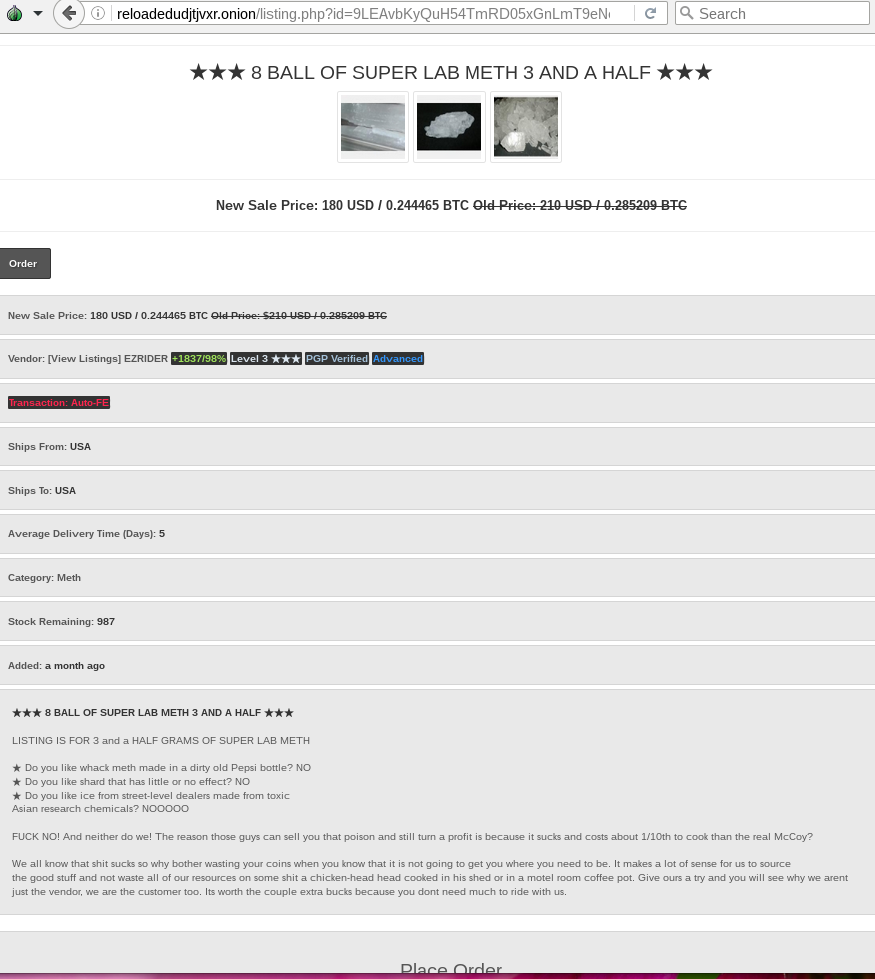 reloadedudjtjvxr.onion/listing.php?id=9LEAvbKyQuH54TmRD05xGnLmT9eN
Search
★★★ 8 BALL OF SUPER LAB METH 3 AND A HALF ★★★
New Sale Price: 180 USD / 0.244465 BTC Old Price: 210 USD / 0.285209 BTC
Order
New Sale Price: 180 USD / 0.244465 BTC Old Price: $210 USD / 0.285209 BTC
Vendor: [View Listings] EZRIDER +1837/98% Level 3 ★★★ PGP Verified Advanced
Transaction: Auto-FE
Ships From: USA
Ships To: USA
Average Delivery Time (Days): 5
Category: Meth
Stock Remaining: 987
Added: a month ago
★★★ 8 BALL OF SUPER LAB METH 3 AND A HALF ★★★
LISTING IS FOR 3 and a HALF GRAMS OF SUPER LAB METH
★ Do you like whack meth made in a dirty old Pepsi bottle? NO
★ Do you like shard that has little or no effect? NO
★ Do you like ice from street-level dealers made from toxic
Asian research chemicals? NOOOOO
FUCK NO! And neither do we! The reason those guys can sell you that poison and still turn a profit is because it sucks and costs about 1/10th to cook than the real McCoy?
We all know that shit sucks so why bother wasting your coins when you know that it is not going to get you where you need to be. It makes a lot of sense for us to source
the good stuff and not waste all of our resources on some shit a chicken-head head cooked in his shed or in a motel room coffee pot. Give ours a try and you will see why we arent
just the vendor, we are the customer too. Its worth the couple extra bucks because you dont need much to ride with us.
Place Order